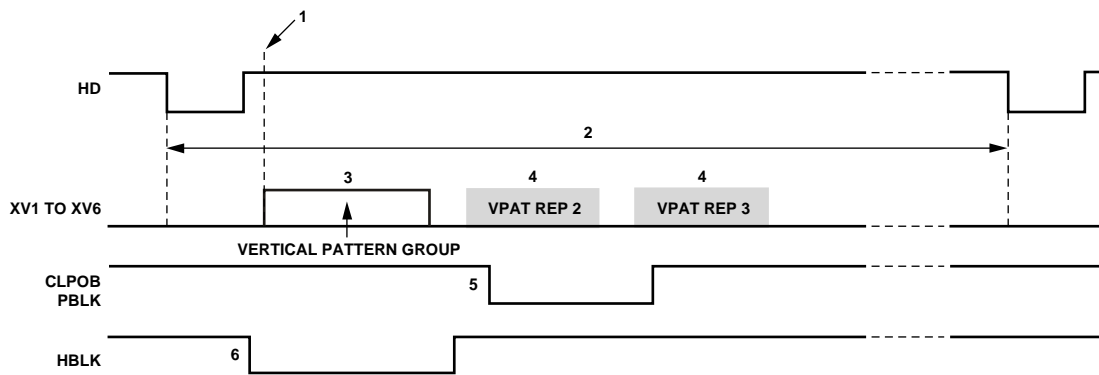 1
HD
2
3
4
4
XV1 TO XV6
VPAT REP 2
VPAT REP 3
VERTICAL PATTERN GROUP
CLPOB
PBLK
5
HBLK
6